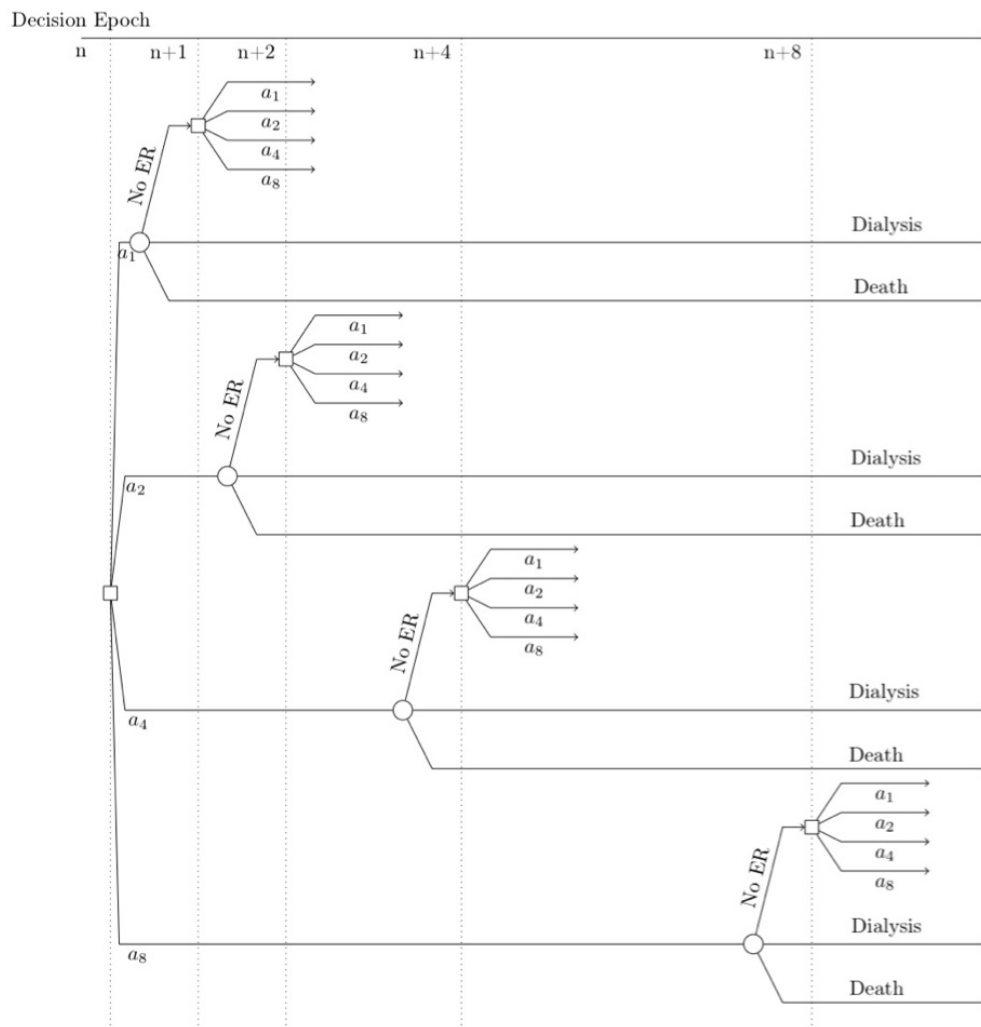 Decision Epoch
n n+1 n+2 n+4 n+8
a₁
a₂
a₄
a₈
No ER
Dialysis
a₁
Death
a₁
a₂
a₄
a₈
No ER
Dialysis
a₂
Death
a₁
a₂
a₄
a₈
No ER
Dialysis
a₄
Death
a₁
a₂
a₄
a₈
No ER
Dialysis
a₈
Death